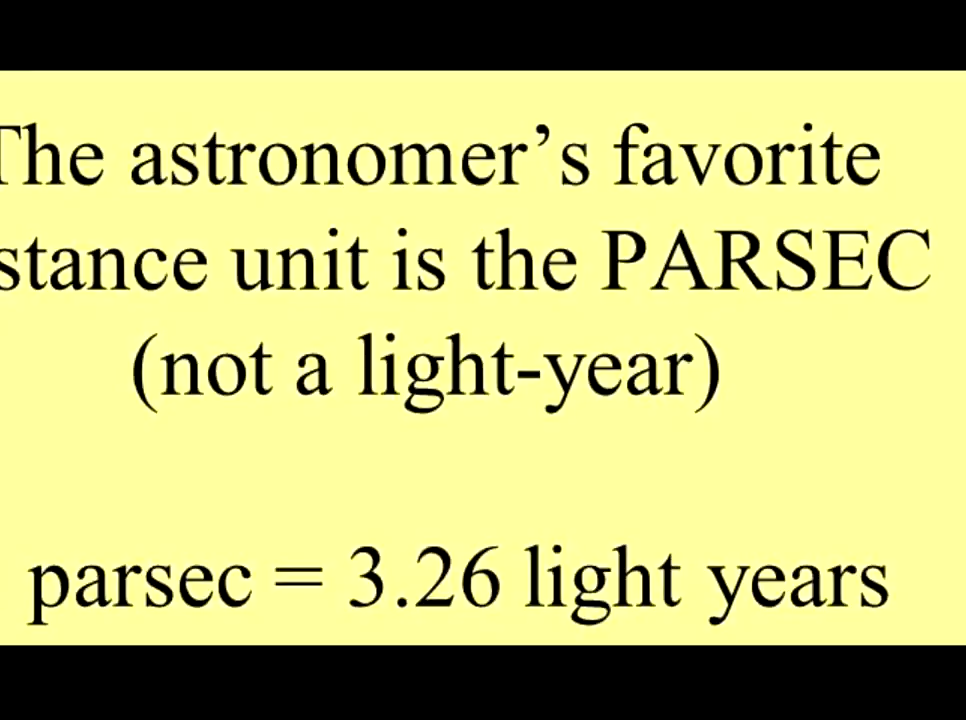 The astronomer’s favorite
stance unit is the PARSEC
(not a light-year)
parsec = 3.26 light years